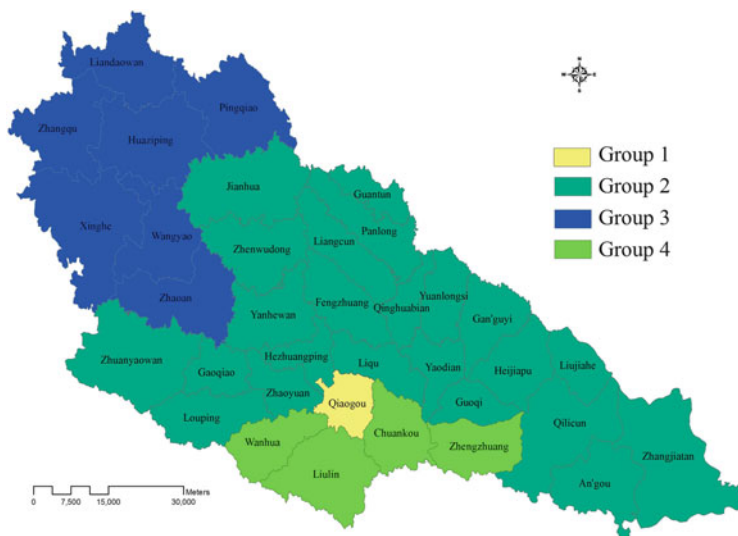 Liandaowan
Pingqiao
Zhangqu
Huaziping
Jianhua
Guantun
Xinghe
Wangyao
Panlong
Liangcun
Zhenwudong
Zhaoan
Yuanlongsi
Fengzhuang
Qinghuabian
Gan'guyi
Yanhewan
Zhuanyaowan
Gaoqiao
Hezhuangping
Liqu
Yaodian
Heijiapu
Liujiahe
Zhaoyuan
Qiaogou
Guoqi
Louping
Qilicun
Chuankou
Wanhua
Zhengzhuang
Zhangjiatan
Liulin
An'gou
N
W
E
S
Group 1
Group 2
Group 3
Group 4
Meters
0 7,500 15,000 30,000